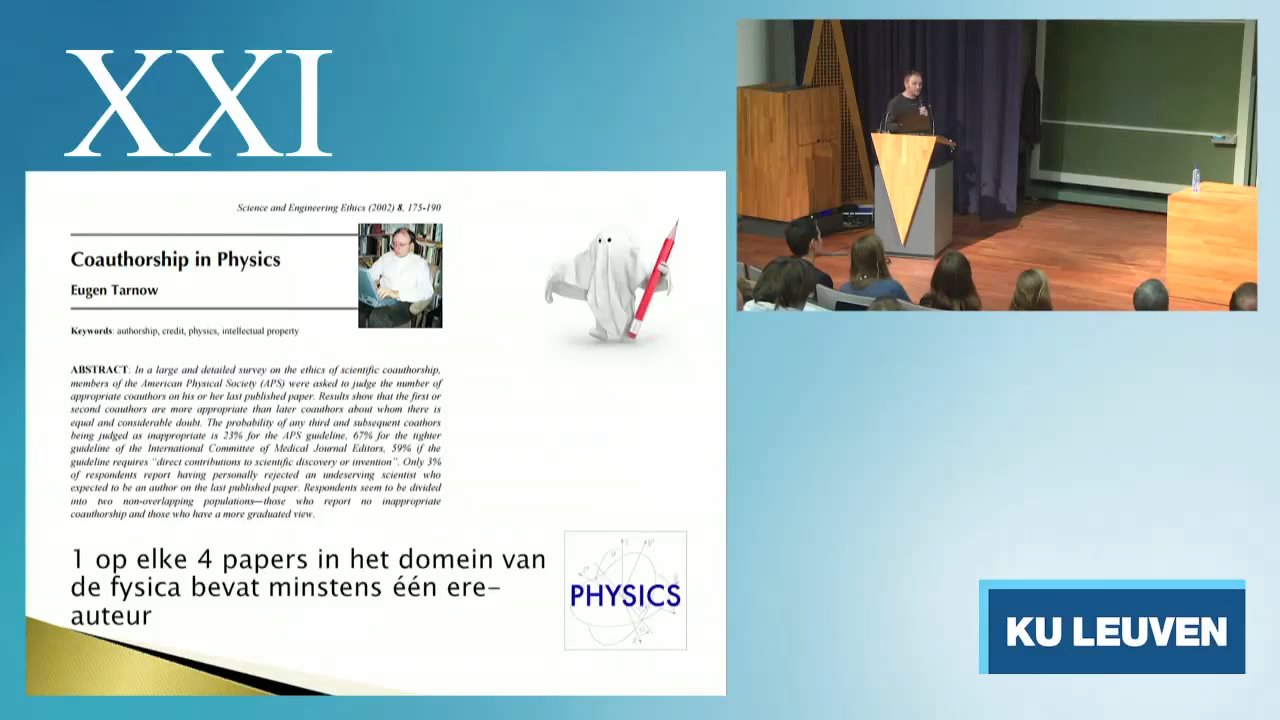 XXI
Science and Engineering Ethics (2002) 8, 175-190
Coauthorship in Physics
Eugen Tarnow
Keywords: authorship, credit, physics, intellectual property
ABSTRACT: In a large and detailed survey on the ethics of scientific coauthorship,
members of the American Physical Society (APS) were asked to judge the number of
appropriate coauthors on his or her last published paper. Results show that the first or
second coauthors are more appropriate than later coauthors about whom there is
equal and considerable doubt. The probability of any third and subsequent coathors
being judged as inappropriate is 23% for the APS guideline, 67% for the tighter
guideline of the International Committee of Medical Journal Editors, 59% if the
guideline requires "direct contributions to scientific discovery or invention". Only 3%
of respondents report having personally rejected an undeserving scientist who
expected to be an author on the last published paper. Respondents seem to be divided
into two non-overlapping populations—those who report no inappropriate
coauthorship and those who have a more graduated view.
1 op elke 4 papers in het domein van
de fysica bevat minstens één ere-
auteur
PHYSICS
KU LEUVEN